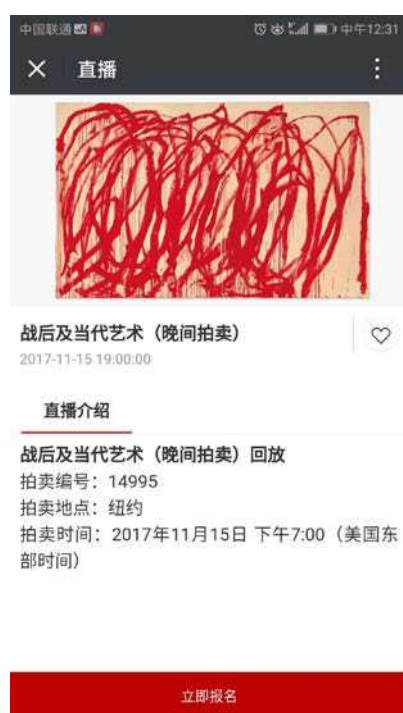 中国联通 中午12:31
直播
战后及当代艺术（晚间拍卖）
2017-11-15 19:00:00
直播介绍
战后及当代艺术（晚间拍卖）回放
拍卖编号：14995
拍卖地点：纽约
拍卖时间：2017年11月15日 下午7:00（美国东
部时间）
立即报名